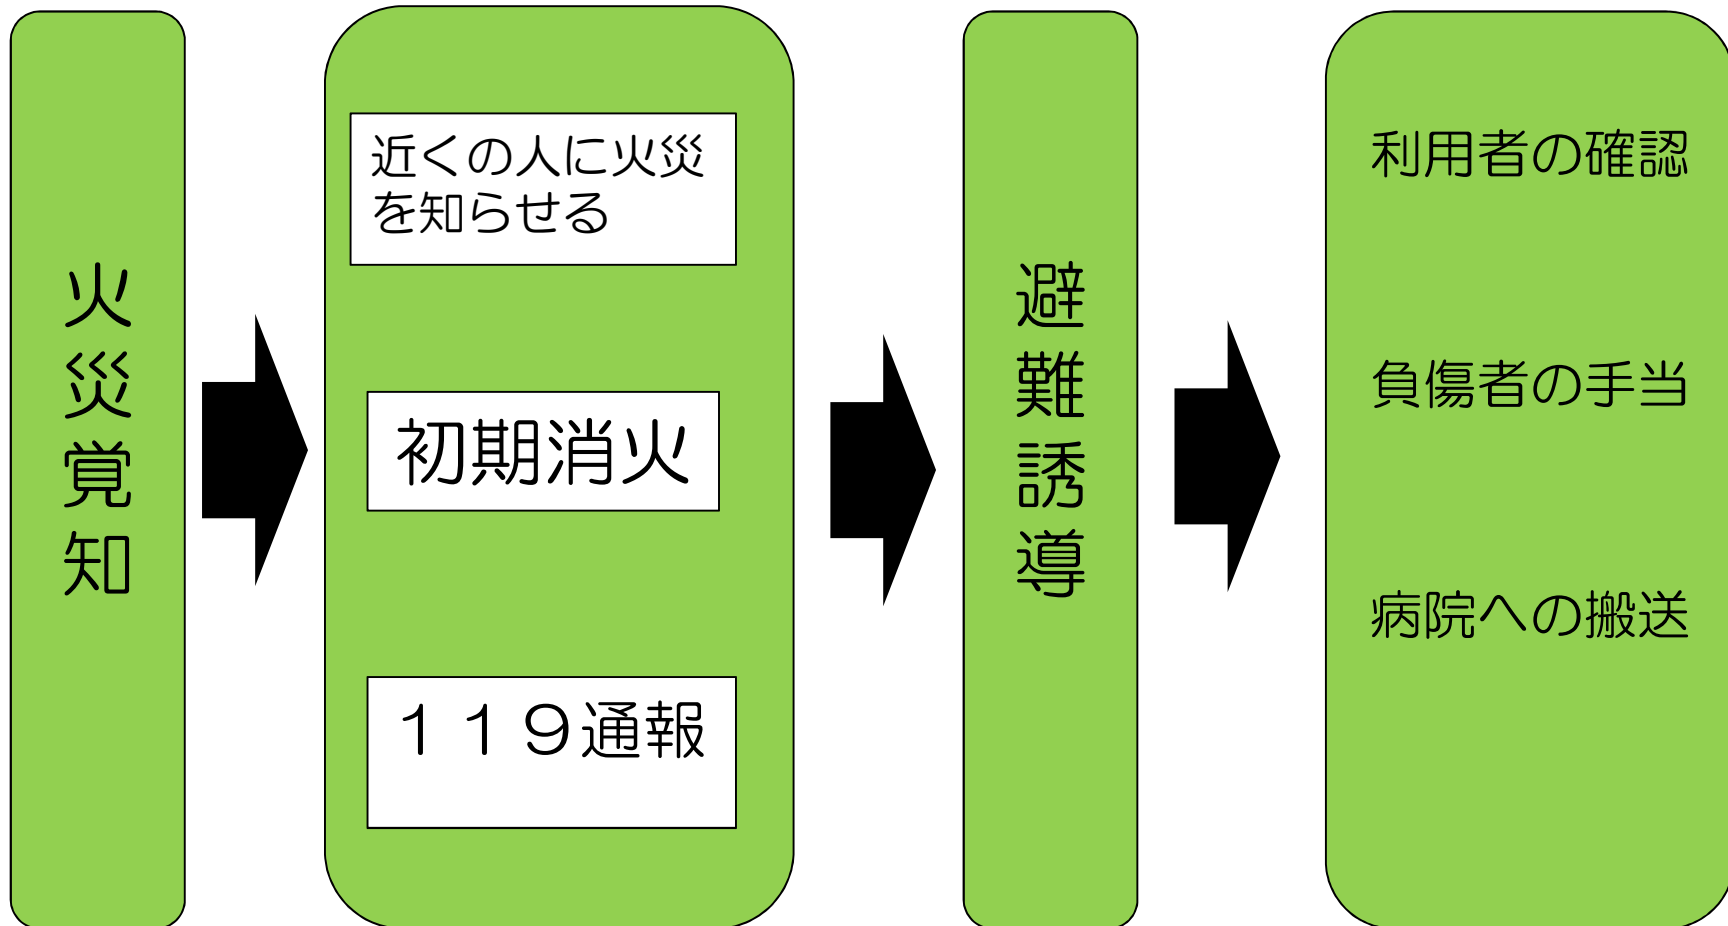 火災覚知
近くの人に火災
を知らせる
初期消火
１１９通報
避難誘導
利用者の確認
負傷者の手当
病院への搬送